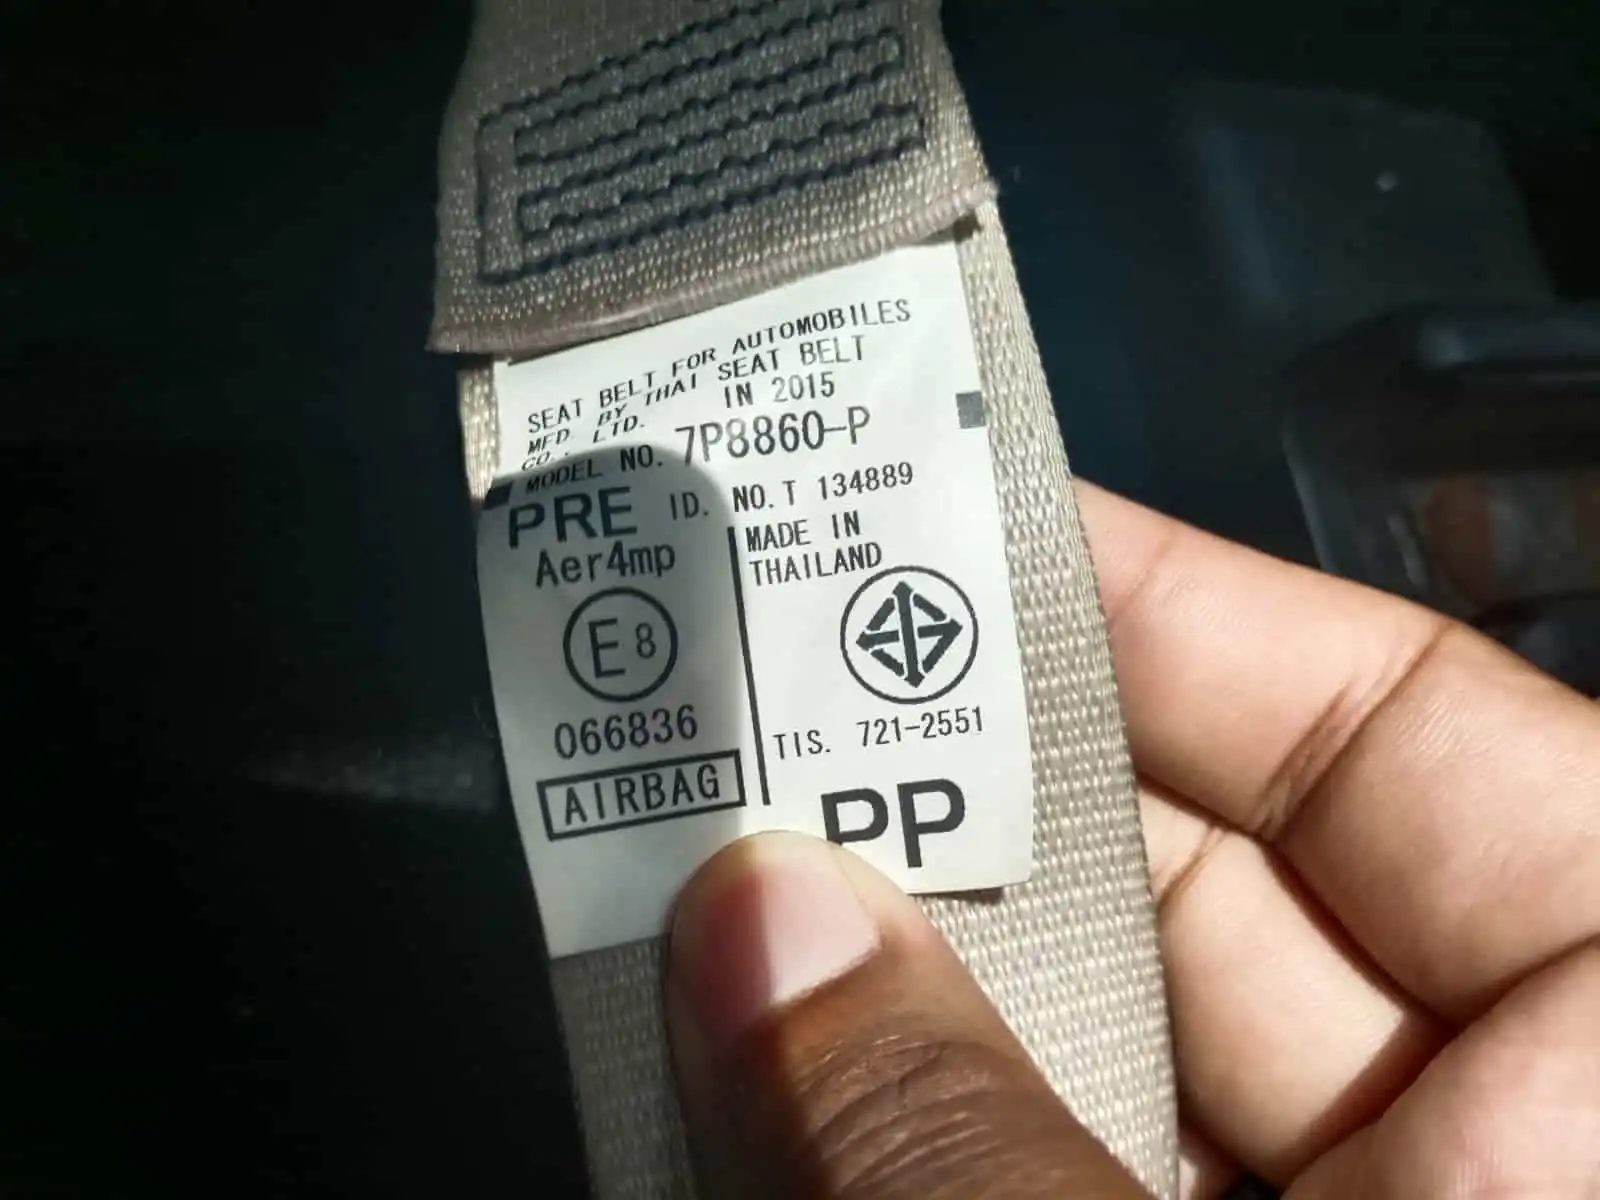 SEAT BELT FOR AUTOMOBILES
MFD. BY THAI SEAT BELT
CO., LTD. IN 2015
MODEL NO. 7P8860-P
PRE ID. NO. T 134889
Aer4mp
MADE IN
THAILAND
E 8
066836
TIS. 721-2551
AIRBAG
PP